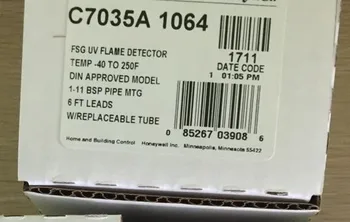 C7035A 1064
FSG UV FLAME DETECTOR
TEMP -40 TO 250F
DIN APPROVED MODEL
1-11 BSP PIPE MTG
6 FT LEADS
W/REPLACEABLE TUBE
1711
DATE CODE
1 01:05 PM
0 85267 03908 6
Home and Building Control Honeywell Inc. Minneapolis, Minnesota 55422